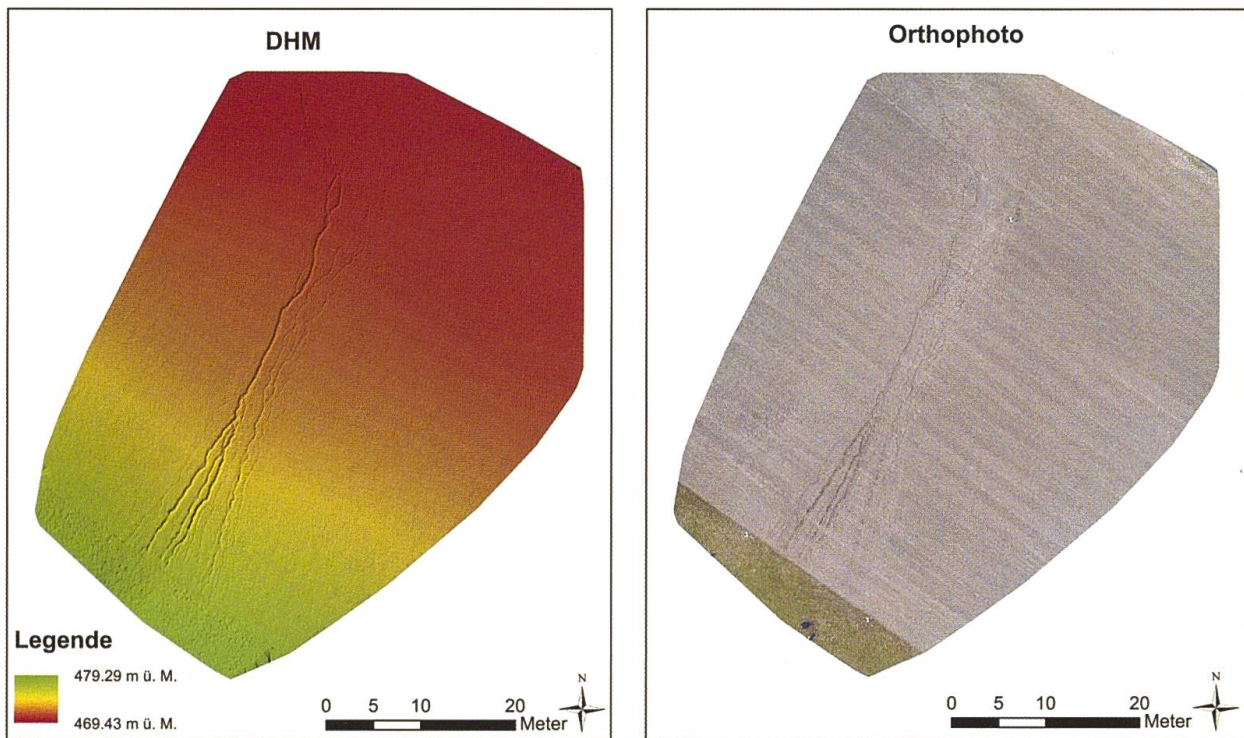 DHM
Legende
479.29 m ü. M.
469.43 m ü. M.
0 5 10 20
Meter
N
Orthophoto
0 5 10 20
Meter
N